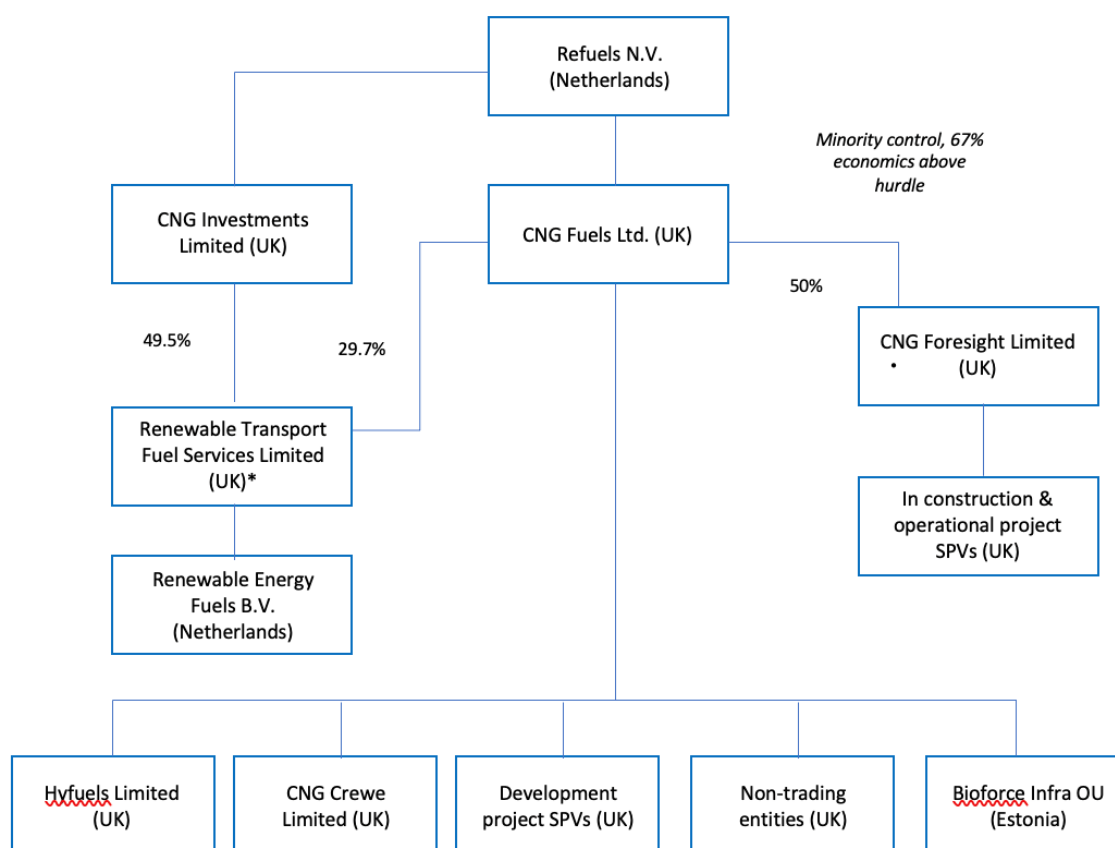 Refuels N.V.
(Netherlands)
Minority control, 67%
economics above
hurdle
CNG Investments
Limited (UK)
CNG Fuels Ltd. (UK)
50%
49.5%
29.7%
CNG Foresight Limited
(UK)
Renewable Transport
Fuel Services Limited
(UK)*
In construction &
operational project
SPVs (UK)
Renewable Energy
Fuels B.V.
(Netherlands)
Hyfuels Limited
(UK)
CNG Crewe
Limited (UK)
Development
project SPVs (UK)
Non-trading
entities (UK)
Bioforce Infra OU
(Estonia)